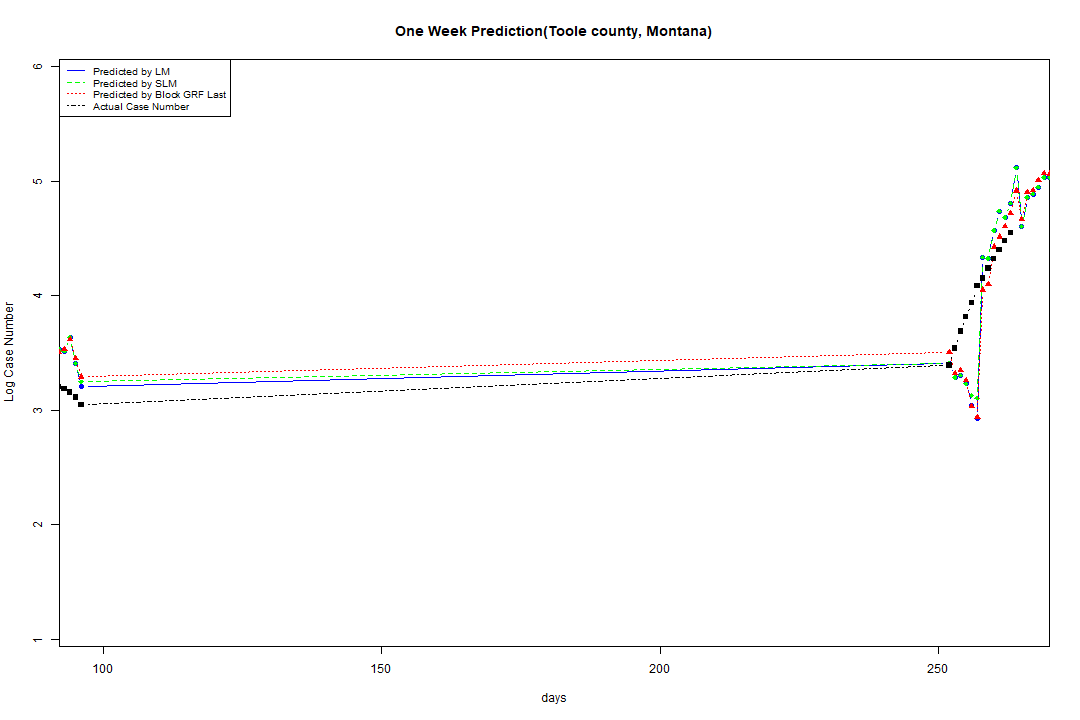 One Week Prediction(Toole county, Montana)
Predicted by LM
Predicted by SLM
Predicted by Block GRF Last
Actual Case Number
6
5
4
3
2
1
Log Case Number
100 150 200 250
days